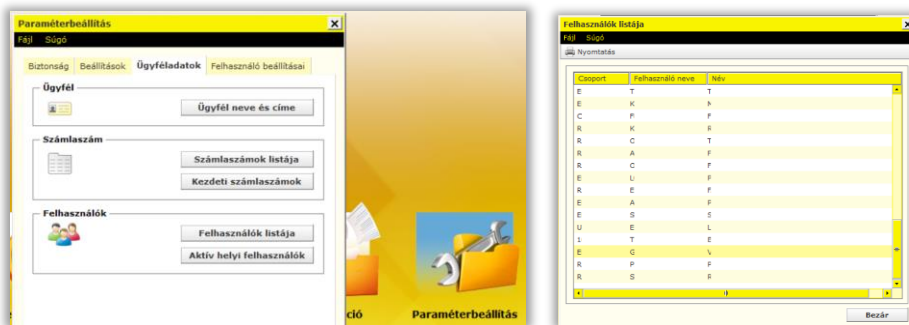 Paraméterbeállítás
Fájl Súgó
Biztonság Beállítások Ügyféladatok Felhasználó beállításai
Ügyfél
Ügyfél neve és címe
Számlaszám
Számlaszámok listája
Kezdeti számlaszámok
Felhasználók
Felhasználók listája
Aktív helyi felhasználók
ció
Paraméterbeállítás
Felhasználók listája
Fájl Súgó
Nyomtatás
Csoport Felhasználó neve Név
E T T
E K
C F F
R K R
R C T
R A F
R C F
E F
R E F
E A F
E S S
U E L
T E
E G
R P F
R S R
Bezár